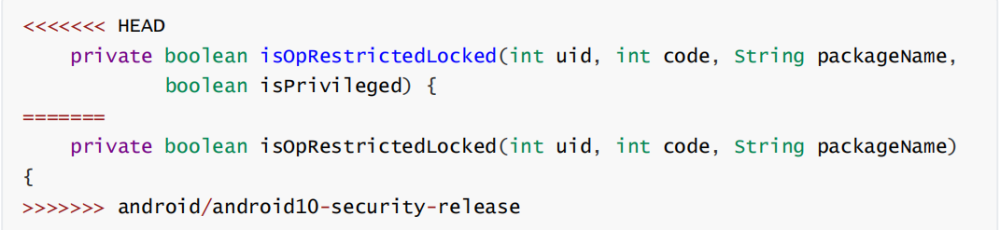 <<<<<<< HEAD
    private boolean isOpRestrictedLocked(int uid, int code, String packageName,
            boolean isPrivileged) {
=======
    private boolean isOpRestrictedLocked(int uid, int code, String packageName)
{
>>>>>>> android/android10-security-release